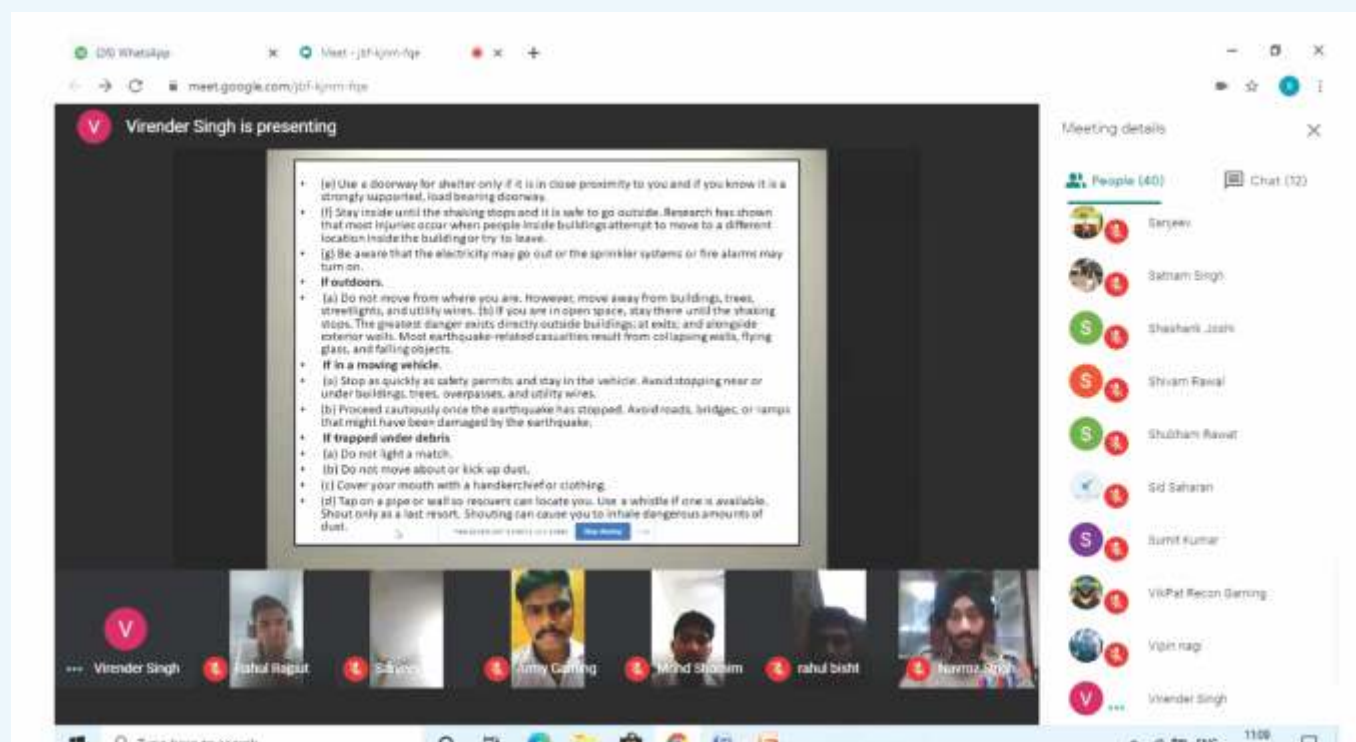 WhatsApp
Meet - jbf-kjnm-fqe
meet.google.com/jbf-kjnm-fqe
V
Virender Singh is presenting
Meeting details
People (40)
Chat (12)
• (e) Use a doorway for shelter only if it is in close proximity to you and if you know it is a
strongly supported, load bearing doorway.
• (f) Stay inside until the shaking stops and it is safe to go outside. Research has shown
that most injuries occur when people inside buildings attempt to move to a different
location inside the building or try to leave.
• (g) Be aware that the electricity may go out or the sprinkler systems or fire alarms may
turn on.
• If outdoors.
• (a) Do not move from where you are. However, move away from buildings, trees,
streetlights, and utility wires. (b) If you are in open space, stay there until the shaking
stops. The greatest danger exists directly outside buildings; at exits; and alongside
exterior walls. Most earthquake-related casualties result from collapsing walls, flying
glass, and falling objects.
• If in a moving vehicle.
• (a) Stop as quickly as safety permits and stay in the vehicle. Avoid stopping near or
under buildings, trees, overpasses, and utility wires.
• (b) Proceed cautiously once the earthquake has stopped. Avoid roads, bridges, or ramps
that might have been damaged by the earthquake.
• If trapped under debris
• (a) Do not light a match.
• (b) Do not move about or kick up dust.
• (c) Cover your mouth with a handkerchief or clothing.
• (d) Tap on a pipe or wall so rescuers can locate you. Use a whistle if one is available.
Shout only as a last resort. Shouting can cause you to inhale dangerous amounts of
dust.
Stop sharing
Sanjeev
Satnam Singh
S
Shashank Joshi
S
Shivam Rawal
S
Shubham Rawat
Sid Saharan
S
Sumit Kumar
VikPat Recon Gaming
Vipin nagi
V
Virender Singh
V
Virender Singh
Rahul Rajput
Sanjeev
Army Gaming
Mohd Shamim
rahul bisht
Navroz Singh
Type here to search
ENG
11:09